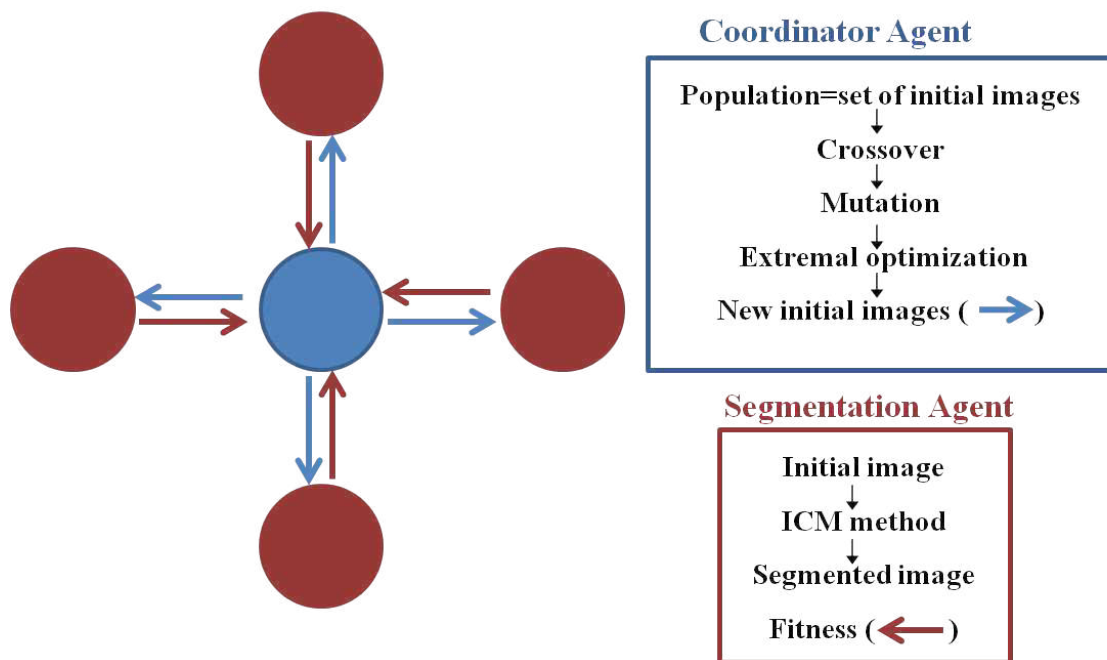 Coordinator Agent
Population=set of initial images
Crossover
Mutation
Extremal optimization
New initial images ( )
Segmentation Agent
Initial image
ICM method
Segmented image
Fitness ( )